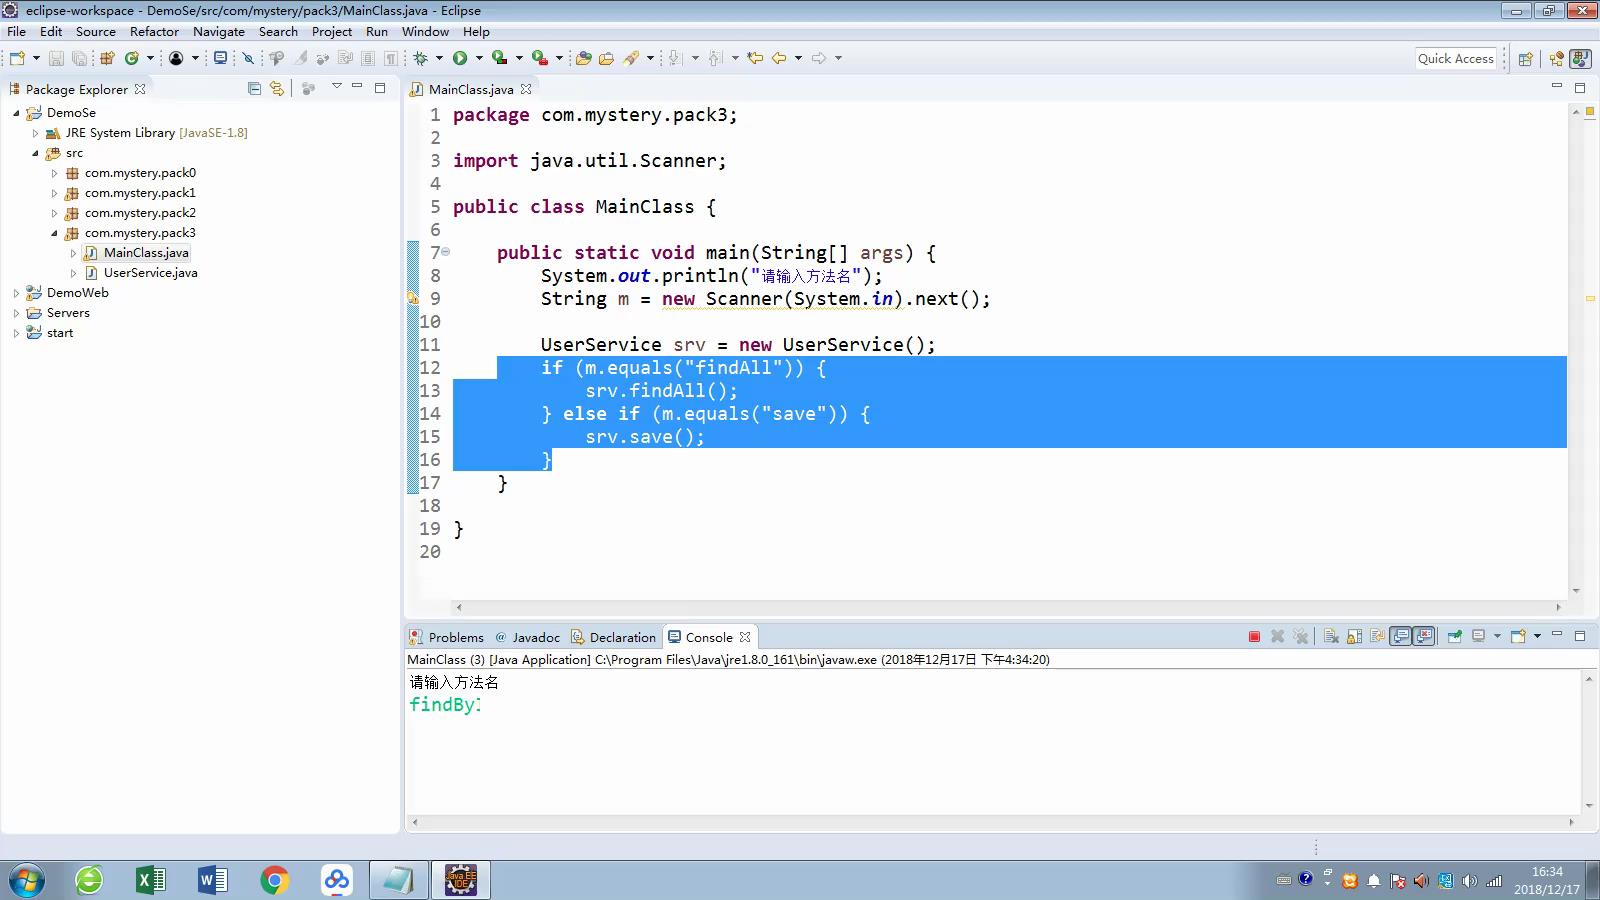 eclipse-workspace - DemoSe/src/com/mystery/pack3/MainClass.java - Eclipse
File Edit Source Refactor Navigate Search Project Run Window Help
Quick Access
Package Explorer
DemoSe
JRE System Library [JavaSE-1.8]
src
com.mystery.pack0
com.mystery.pack1
com.mystery.pack2
com.mystery.pack3
MainClass.java
UserService.java
DemoWeb
Servers
start
MainClass.java
1 package com.mystery.pack3;
2
3 import java.util.Scanner;
4
5 public class MainClass {
6
7 public static void main(String[] args) {
8 System.out.println("请输入方法名");
9 String m = new Scanner(System.in).next();
10
11 UserService srv = new UserService();
12 if (m.equals("findAll")) {
13 srv.findAll();
14 } else if (m.equals("save")) {
15 srv.save();
16 }
17 }
18
19 }
20
Problems @ Javadoc Declaration Console
MainClass (3) [Java Application] C:\Program Files\Java\jre1.8.0_161\bin\javaw.exe (2018年12月17日 下午4:34:20)
请输入方法名
findBy
Java EE
IDE
16:34
2018/12/17